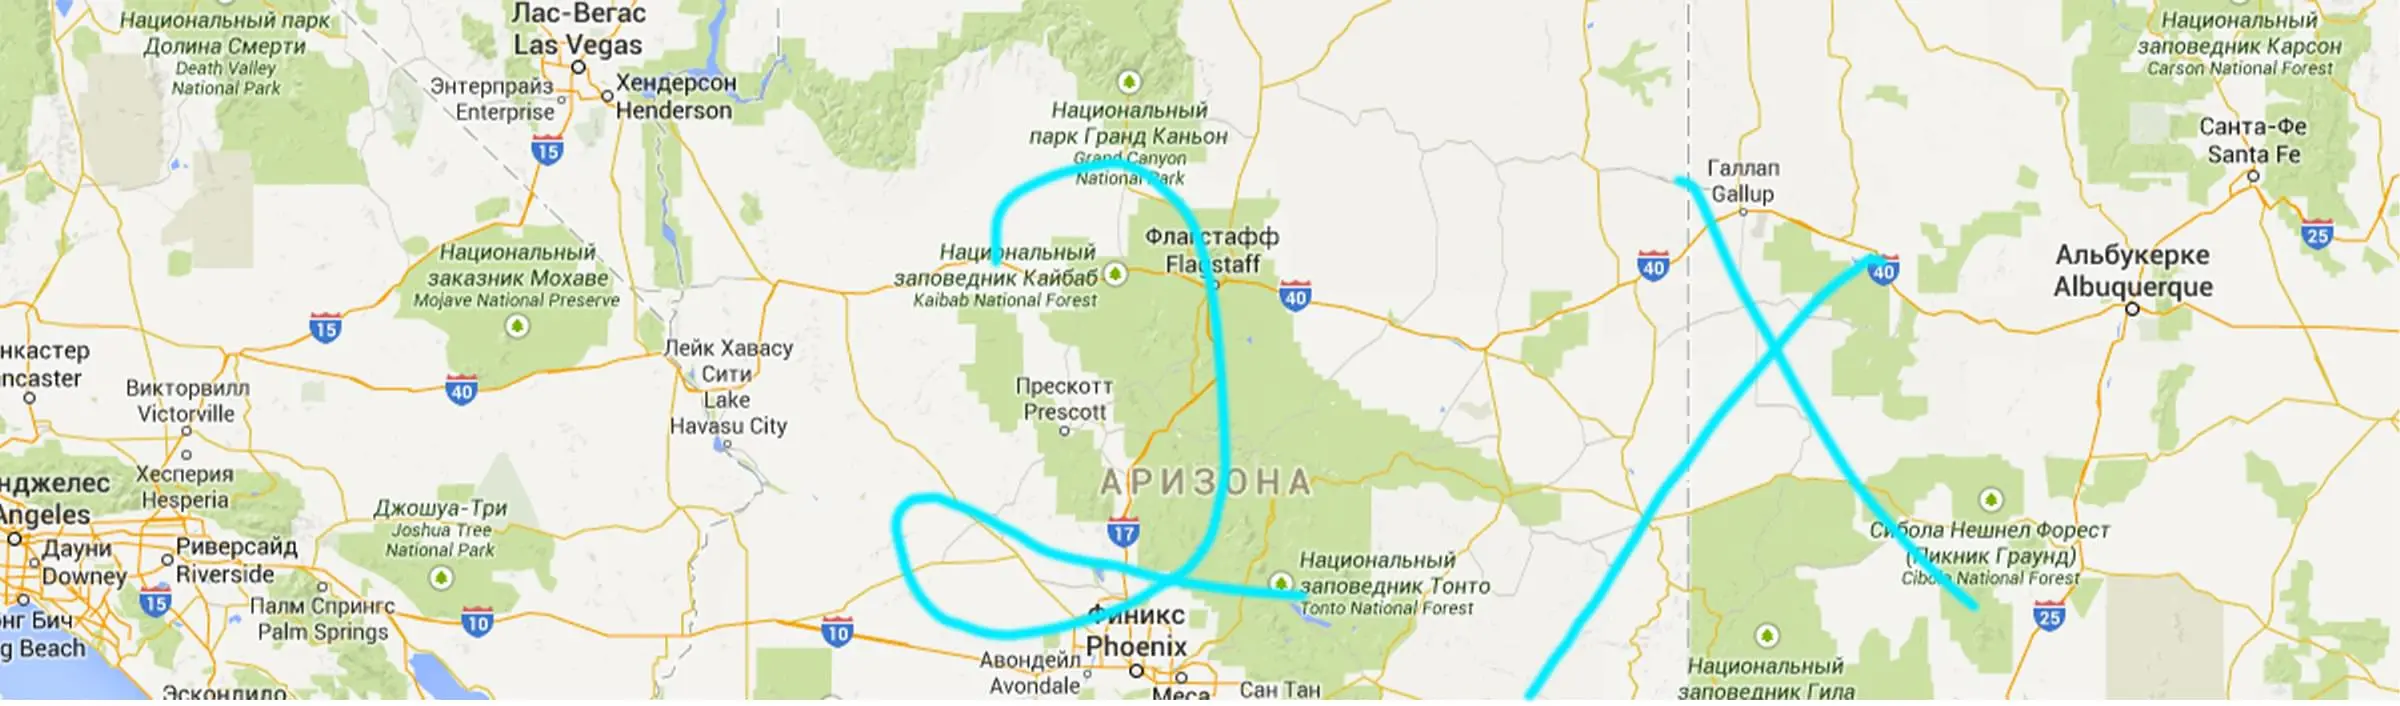 Национальный парк
Долина Смерти
Death Valley
National Park
Лас-Вегас
Las Vegas
Энтерпрайз
Enterprise
Хендерсон
Henderson
15
Национальный
парк Гранд Каньон
Grand Canyon
National Park
Национальный
заповедник Карсон
Carson National Forest
Санта-Фе
Santa Fe
Галлап
Gallup
25
Национальный
заказник Мохаве
Mojave National Preserve
15
Национальный
заповедник Кайбаб
Kaibab National Forest
Флагстафф
Flagstaff
40
40
40
Альбукерке
Albuquerque
нкастер
ncaster
Викторвилл
Victorville
40
Лейк Хавасу
Сити
Lake
Havasu City
Прескотт
Prescott
Хесперия
Hesperia
нджелес
Angeles
АРИЗОНА
Джошуа-Три
Joshua Tree
National Park
Дауни
Downey
Риверсайд
Riverside
15
17
Национальный
заповедник Тонто
Tonto National Forest
Сибола Нешнел Форест
(Пикник Граунд)
Cibola National Forest
25
нг Бич
g Beach
Палм Спрингс
Palm Springs
10
10
Финикс
Phoenix
Авондейл
Avondale
Меса
Сан Тан
Эскондидо
Национальный
заповедник Гила